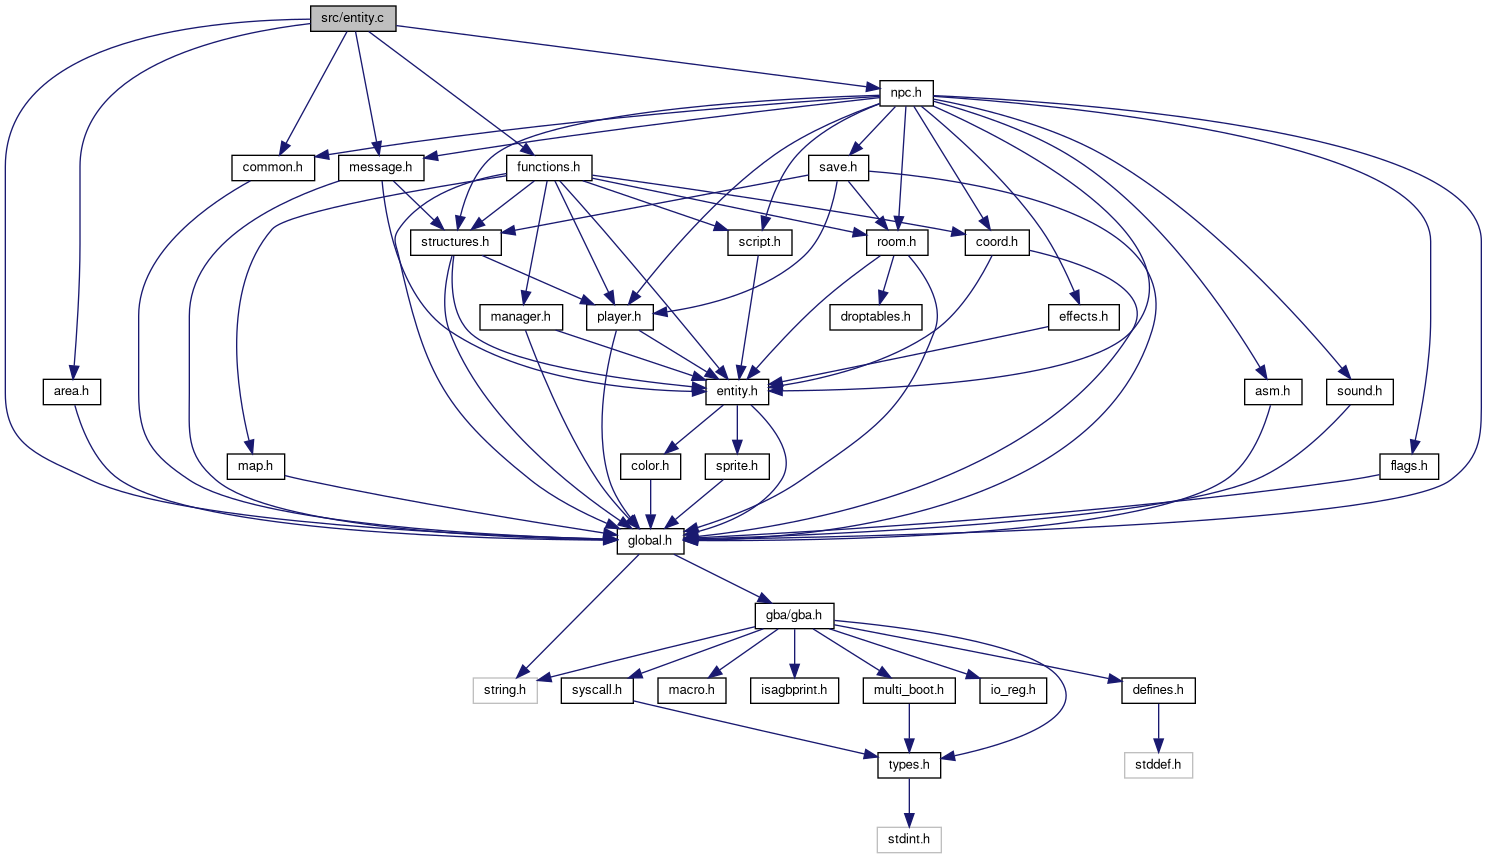 src/entity.c
npc.h
common.h
message.h
functions.h
save.h
structures.h
script.h
room.h
coord.h
manager.h
player.h
droptables.h
effects.h
area.h
entity.h
asm.h
sound.h
map.h
color.h
sprite.h
flags.h
global.h
gba/gba.h
string.h
syscall.h
macro.h
isagbprint.h
multi_boot.h
io_reg.h
defines.h
types.h
stddef.h
stdint.h